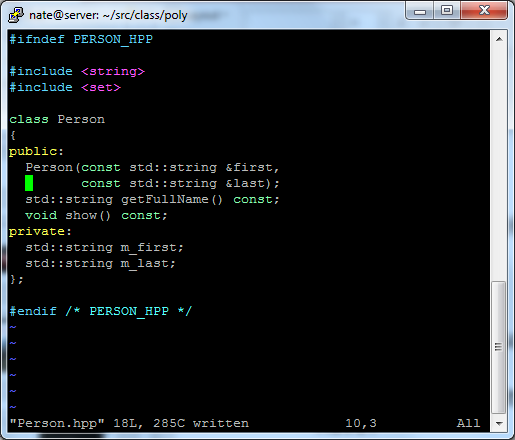 nate@server: ~/src/class/poly
#ifndef PERSON_HPP
#include <string>
#include <set>
class Person
{
public:
  Person(const std::string &first,
         const std::string &last);
  std::string getFullName() const;
  void show() const;
private:
  std::string m_first;
  std::string m_last;
};
#endif /* PERSON_HPP */
~
~
~
~
~
~
"Person.hpp" 18L, 285C written 10,3 All